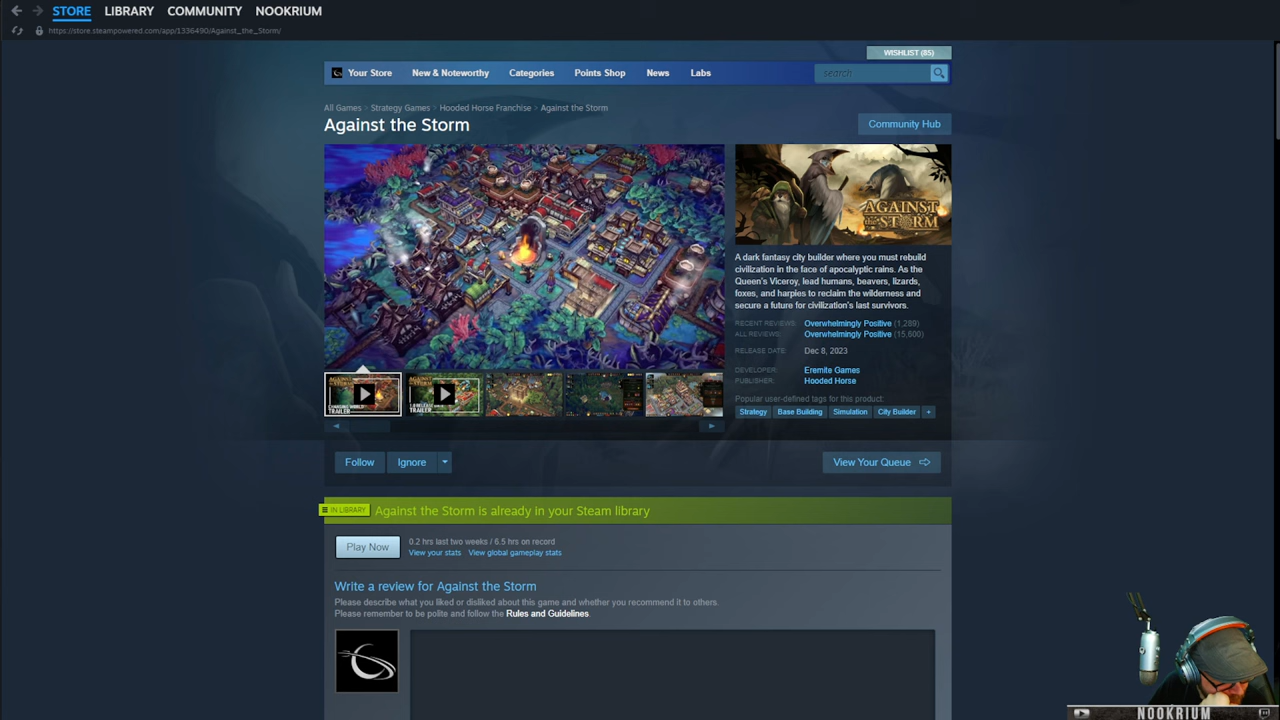 STORE LIBRARY COMMUNITY NOOKRIUM
https://store.steampowered.com/app/1336490/Against_the_Storm/
WISHLIST (85)
Your Store New & Noteworthy Categories Points Shop News Labs search
All Games > Strategy Games > Hooded Horse Franchise > Against the Storm
Against the Storm
Community Hub
AGAINST
THE STORM
A dark fantasy city builder where you must rebuild
civilization in the face of apocalyptic rains. As the
Queen's Viceroy, lead humans, beavers, lizards,
foxes, and harpies to reclaim the wilderness and
secure a future for civilization's last survivors.
RECENT REVIEWS: Overwhelmingly Positive (1,289)
ALL REVIEWS: Overwhelmingly Positive (15,600)
RELEASE DATE: Dec 8, 2023
DEVELOPER: Eremite Games
PUBLISHER: Hooded Horse
Popular user-defined tags for this product:
Strategy Base Building Simulation City Builder +
TRAILER
TRAILER
Follow Ignore View Your Queue
IN LIBRARY Against the Storm is already in your Steam library
Play Now
0.2 hrs last two weeks / 6.5 hrs on record
View your stats View global gameplay stats
Write a review for Against the Storm
Please describe what you liked or disliked about this game and whether you recommend it to others.
Please remember to be polite and follow the Rules and Guidelines.
NOOKRIUM